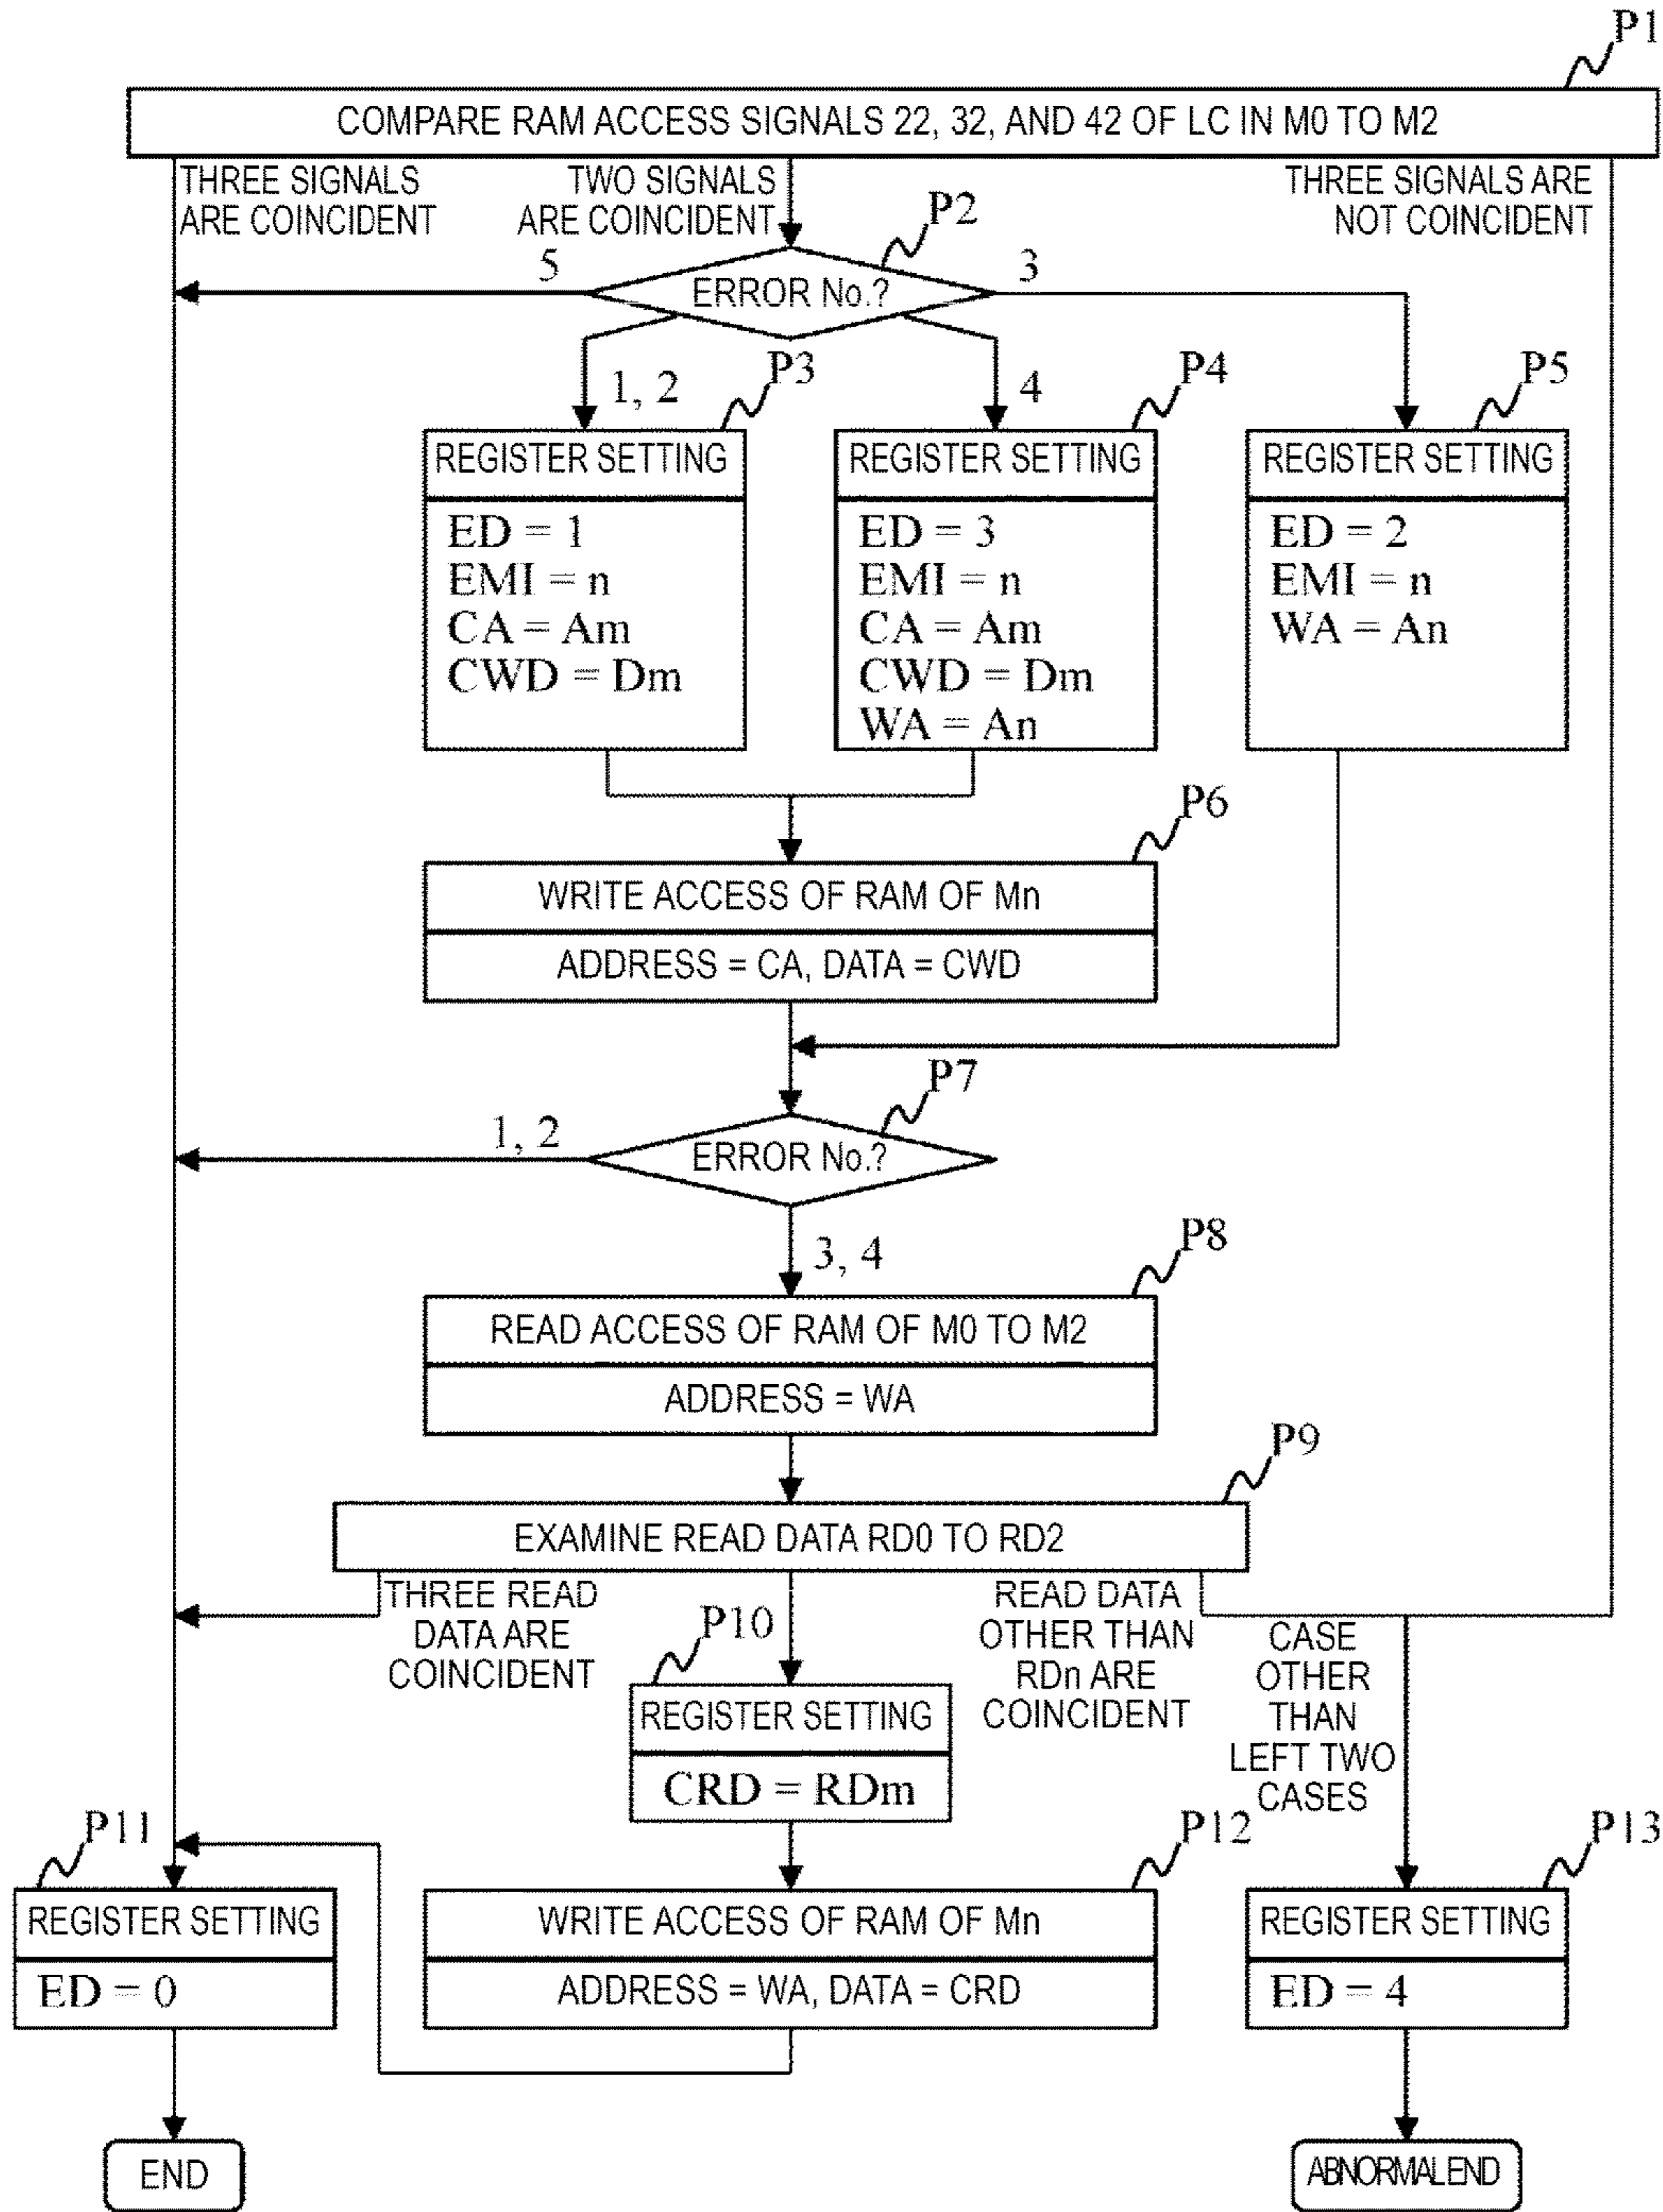 P1
COMPARE RAM ACCESS SIGNALS 22, 32, AND 42 OF LC IN M0 TO M2
THREE SIGNALS
ARE COINCIDENT
TWO SIGNALS
ARE COINCIDENT
THREE SIGNALS ARE
NOT COINCIDENT
P2
5
ERROR No.?
3
1, 2
P3
4
P4
P5
REGISTER SETTING
ED = 1
EMI = n
CA = Am
CWD = Dm
REGISTER SETTING
ED = 3
EMI = n
CA = Am
CWD = Dm
WA = An
REGISTER SETTING
ED = 2
EMI = n
WA = An
P6
WRITE ACCESS OF RAM OF Mn
ADDRESS = CA, DATA = CWD
P7
1, 2
ERROR No.?
3, 4
P8
READ ACCESS OF RAM OF M0 TO M2
ADDRESS = WA
P9
EXAMINE READ DATA RD0 TO RD2
THREE READ
DATA ARE
COINCIDENT
READ DATA
OTHER THAN
RDn ARE
COINCIDENT
CASE
OTHER
THAN
LEFT TWO
CASES
P10
REGISTER SETTING
CRD = RDm
P11
REGISTER SETTING
ED = 0
P12
WRITE ACCESS OF RAM OF Mn
ADDRESS = WA, DATA = CRD
P13
REGISTER SETTING
ED = 4
END
ABNORMAL END